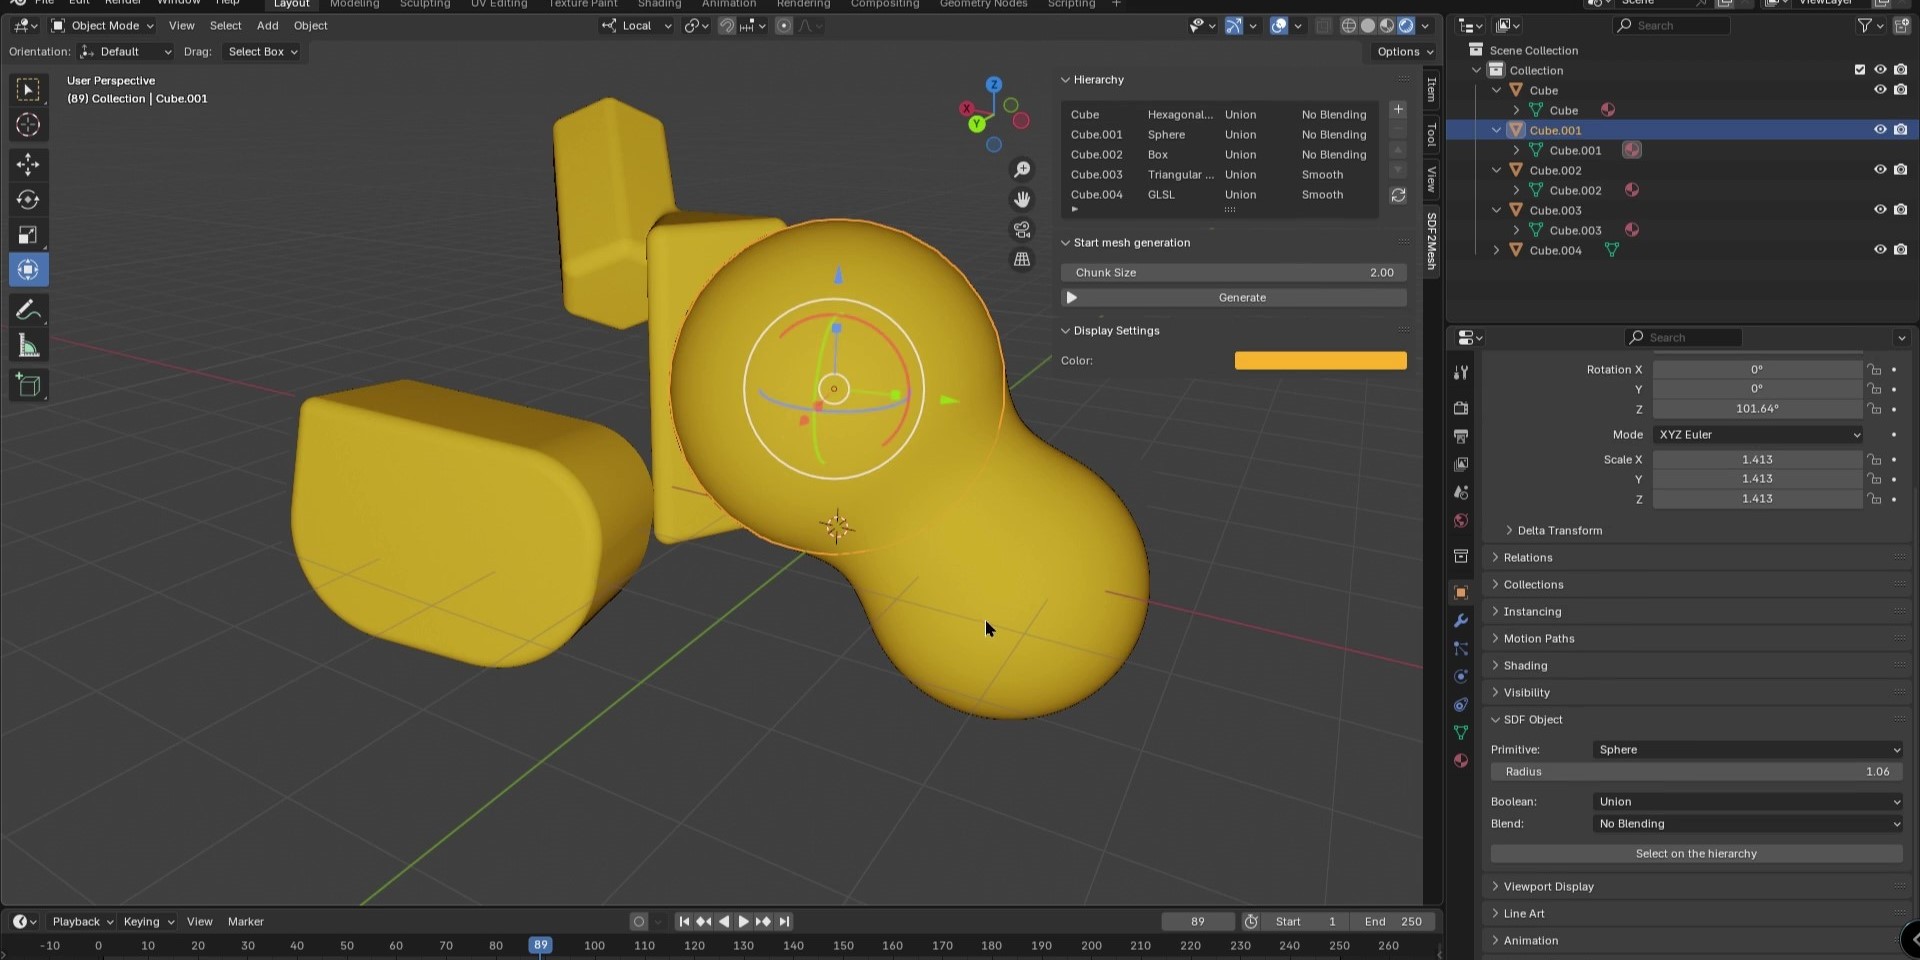 File Edit Render Window Help Layout Modeling Sculpting UV Editing Texture Paint Shading Animation Rendering Compositing Geometry Nodes Scripting + Scene ViewLayer
Object Mode View Select Add Object Local Search
Orientation: Default Drag: Select Box Options
User Perspective
(89) Collection | Cube.001
Z
X
Y
Hierarchy
Cube Hexagonal... Union No Blending
Cube.001 Sphere Union No Blending
Cube.002 Box Union No Blending
Cube.003 Triangular ... Union Smooth
Cube.004 GLSL Union Smooth
Start mesh generation
Chunk Size 2.00
Generate
Display Settings
Color:
Item
Tool
View
SDF2Mesh
Scene Collection
Collection
Cube
Cube
Cube.001
Cube.001
Cube.002
Cube.002
Cube.003
Cube.003
Cube.004
Search
Rotation X 0°
Y 0°
Z 101.64°
Mode XYZ Euler
Scale X 1.413
Y 1.413
Z 1.413
Delta Transform
Relations
Collections
Instancing
Motion Paths
Shading
Visibility
SDF Object
Primitive: Sphere
Radius 1.06
Boolean: Union
Blend: No Blending
Select on the hierarchy
Viewport Display
Line Art
Animation
Playback Keying View Marker 89 Start 1 End 250
-10 0 10 20 30 40 50 60 70 80 89 100 110 120 130 140 150 160 170 180 190 200 210 220 230 240 250 260